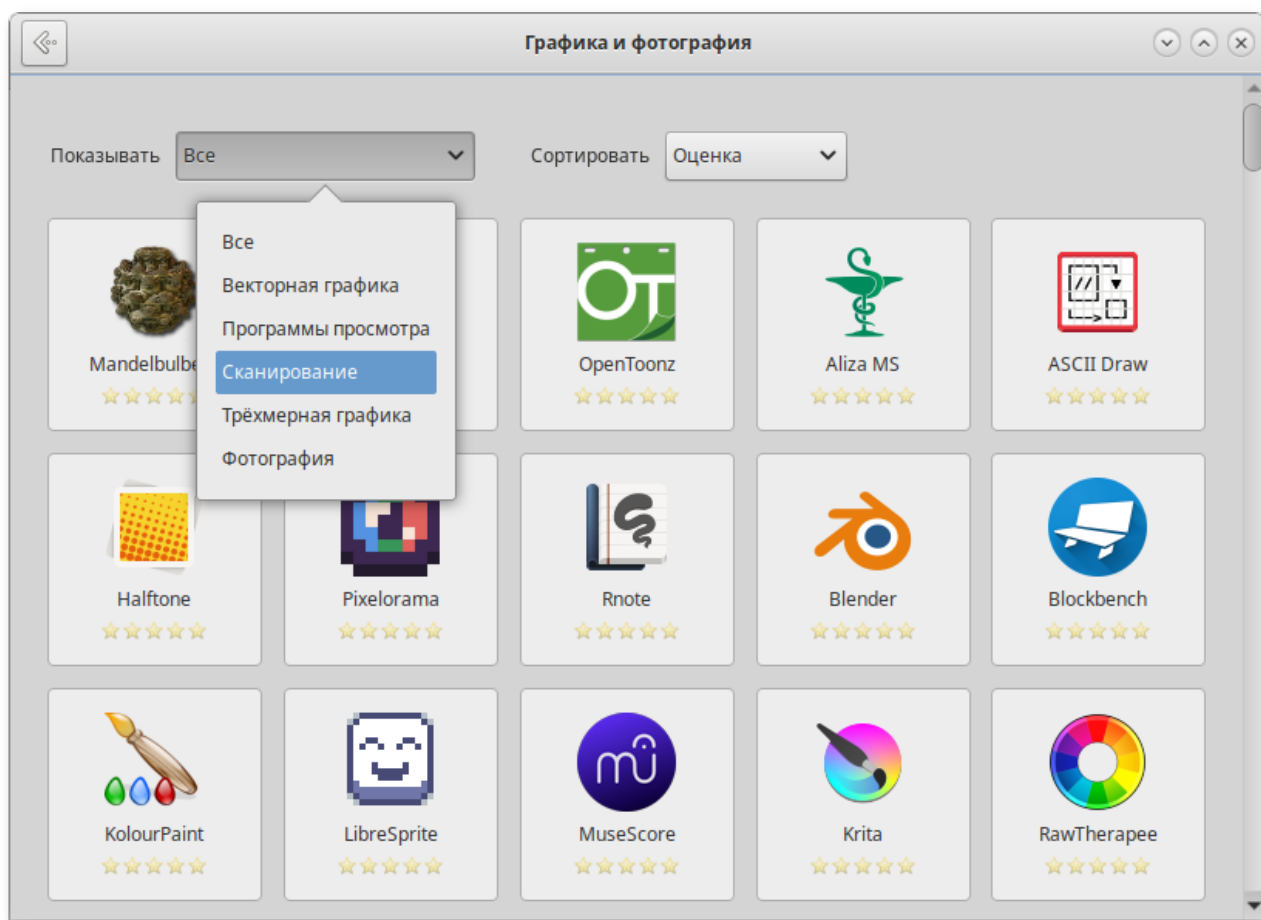 Графика и фотография
Показывать Все Сортировать Оценка
Все
Векторная графика
Программы просмотра
Сканирование
Трёхмерная графика
Фотография
OpenToonz Aliza MS ASCII Draw
Halftone Pixelorama Rnote Blender Blockbench
KolourPaint LibreSprite MuseScore Krita RawTherapee